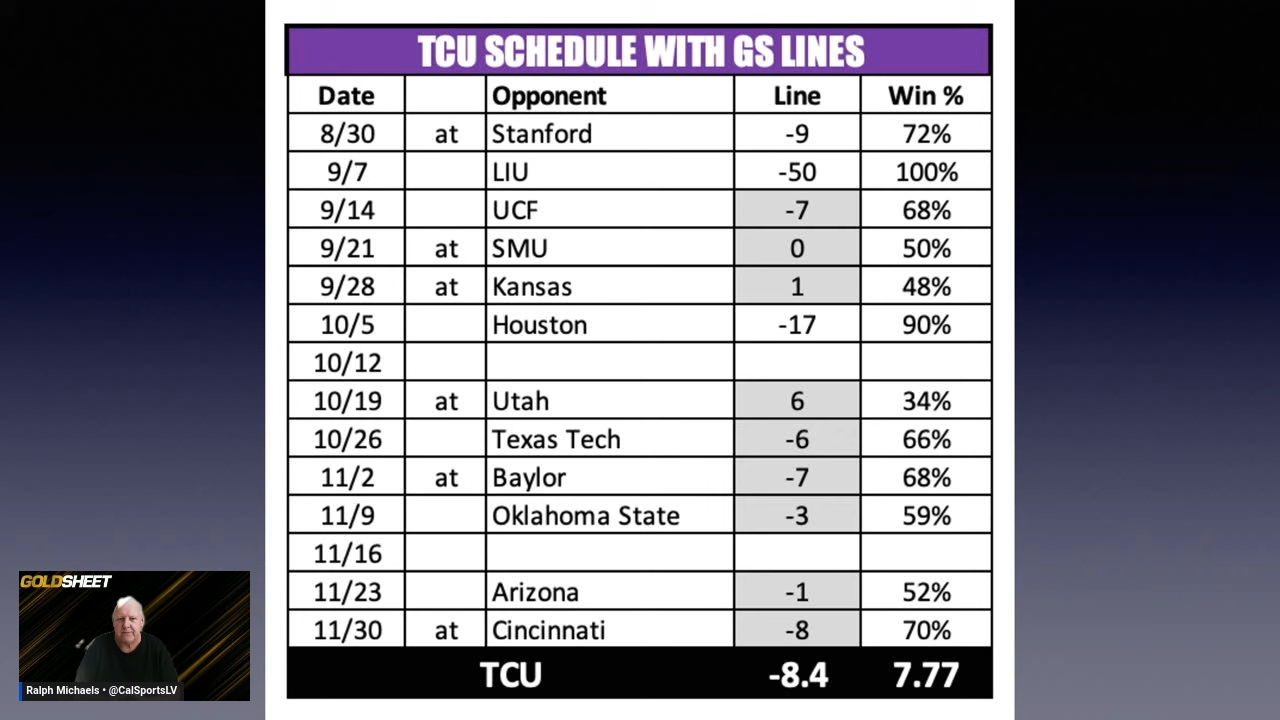 TCU SCHEDULE WITH GS LINES
Date Opponent Line Win %
8/30 at Stanford -9 72%
9/7 LIU -50 100%
9/14 UCF -7 68%
9/21 at SMU 0 50%
9/28 at Kansas 1 48%
10/5 Houston -17 90%
10/12
10/19 at Utah 6 34%
10/26 Texas Tech -6 66%
11/2 at Baylor -7 68%
11/9 Oklahoma State -3 59%
11/16
11/23 Arizona -1 52%
11/30 at Cincinnati -8 70%
TCU -8.4 7.77
GOLDSHEET
Ralph Michaels • @CalSportsLV